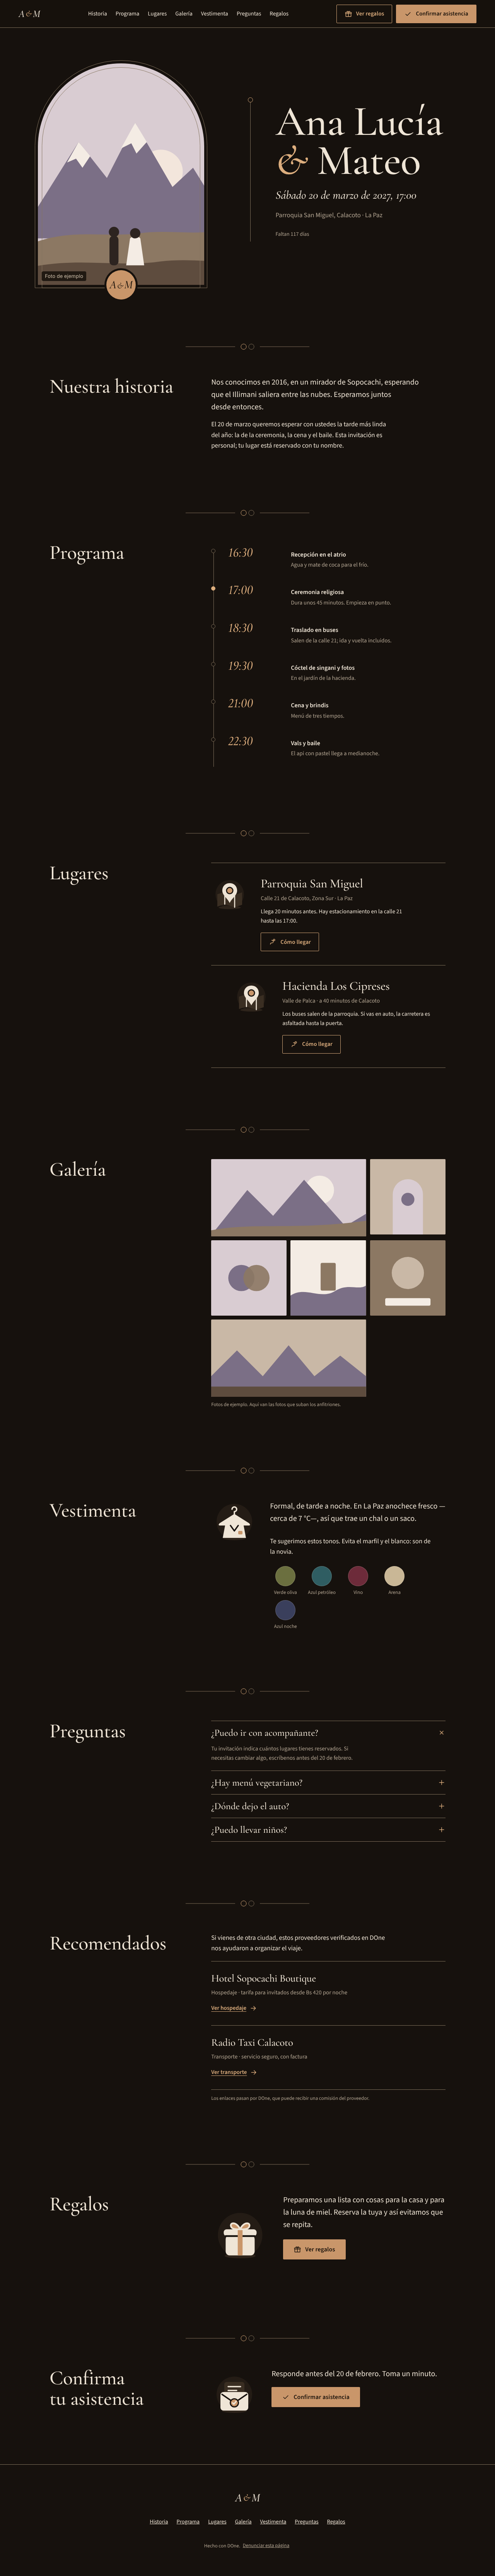 A & M
Historia
Programa
Lugares
Galería
Vestimenta
Preguntas
Regalos
Ver regalos
Confirmar asistencia
Foto de ejemplo
A & M
Ana Lucía
& Mateo
Sábado 20 de marzo de 2027, 17:00
Parroquia San Miguel, Calacoto · La Paz
Faltan 117 días
Nuestra historia
Nos conocimos en 2016, en un mirador de Sopocachi, esperando
que el Illimani saliera entre las nubes. Esperamos juntos
desde entonces.
El 20 de marzo queremos esperar con ustedes la tarde más linda
del año: la de la ceremonia, la cena y el baile. Esta invitación es
personal; tu lugar está reservado con tu nombre.
Programa
16:30
Recepción en el atrio
Agua y mate de coca para el frío.
17:00
Ceremonia religiosa
Dura unos 45 minutos. Empieza en punto.
18:30
Traslado en buses
Salen de la calle 21; ida y vuelta incluidos.
19:30
Cóctel de singani y fotos
En el jardín de la hacienda.
21:00
Cena y brindis
Menú de tres tiempos.
22:30
Vals y baile
El api con pastel llega a medianoche.
Lugares
Parroquia San Miguel
Calle 21 de Calacoto, Zona Sur · La Paz
Llega 20 minutos antes. Hay estacionamiento en la calle 21
hasta las 17:00.
Cómo llegar
Hacienda Los Cipreses
Valle de Palca · a 40 minutos de Calacoto
Los buses salen de la parroquia. Si vas en auto, la carretera es
asfaltada hasta la puerta.
Cómo llegar
Galería
Fotos de ejemplo. Aquí van las fotos que suban los anfitriones.
Vestimenta
Formal, de tarde a noche. En La Paz anochece fresco —
cerca de 7 °C—, así que trae un chal o un saco.
Te sugerimos estos tonos. Evita el marfil y el blanco: son de
la novia.
Verde oliva
Azul petróleo
Vino
Arena
Azul noche
Preguntas
¿Puedo ir con acompañante?
Tu invitación indica cuántos lugares tienes reservados. Si
necesitas cambiar algo, escríbenos antes del 20 de febrero.
¿Hay menú vegetariano?
¿Dónde dejo el auto?
¿Puedo llevar niños?
Recomendados
Si vienes de otra ciudad, estos proveedores verificados en DOne
nos ayudaron a organizar el viaje.
Hotel Sopocachi Boutique
Hospedaje · tarifa para invitados desde Bs 420 por noche
Ver hospedaje
Radio Taxi Calacoto
Transporte · servicio seguro, con factura
Ver transporte
Los enlaces pasan por DOne, que puede recibir una comisión del proveedor.
Regalos
Preparamos una lista con cosas para la casa y para
la luna de miel. Reserva la tuya y así evitamos que
se repita.
Ver regalos
Confirma
tu asistencia
Responde antes del 20 de febrero. Toma un minuto.
Confirmar asistencia
A & M
Historia
Programa
Lugares
Galería
Vestimenta
Preguntas
Regalos
Hecho con DOne.
Denunciar esta página